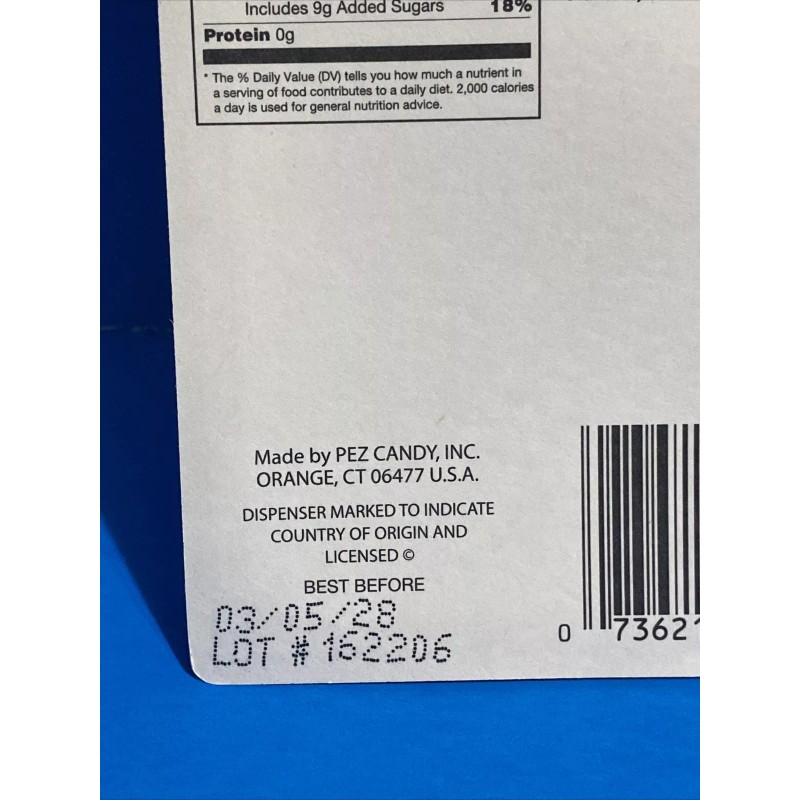 Includes 9g Added Sugars 18%
Protein 0g
* The % Daily Value (DV) tells you how much a nutrient in
a serving of food contributes to a daily diet. 2,000 calories
a day is used for general nutrition advice.
Made by PEZ CANDY, INC.
ORANGE, CT 06477 U.S.A.
DISPENSER MARKED TO INDICATE
COUNTRY OF ORIGIN AND
LICENSED ©
BEST BEFORE
03/05/28
LOT # 162206
0 73621